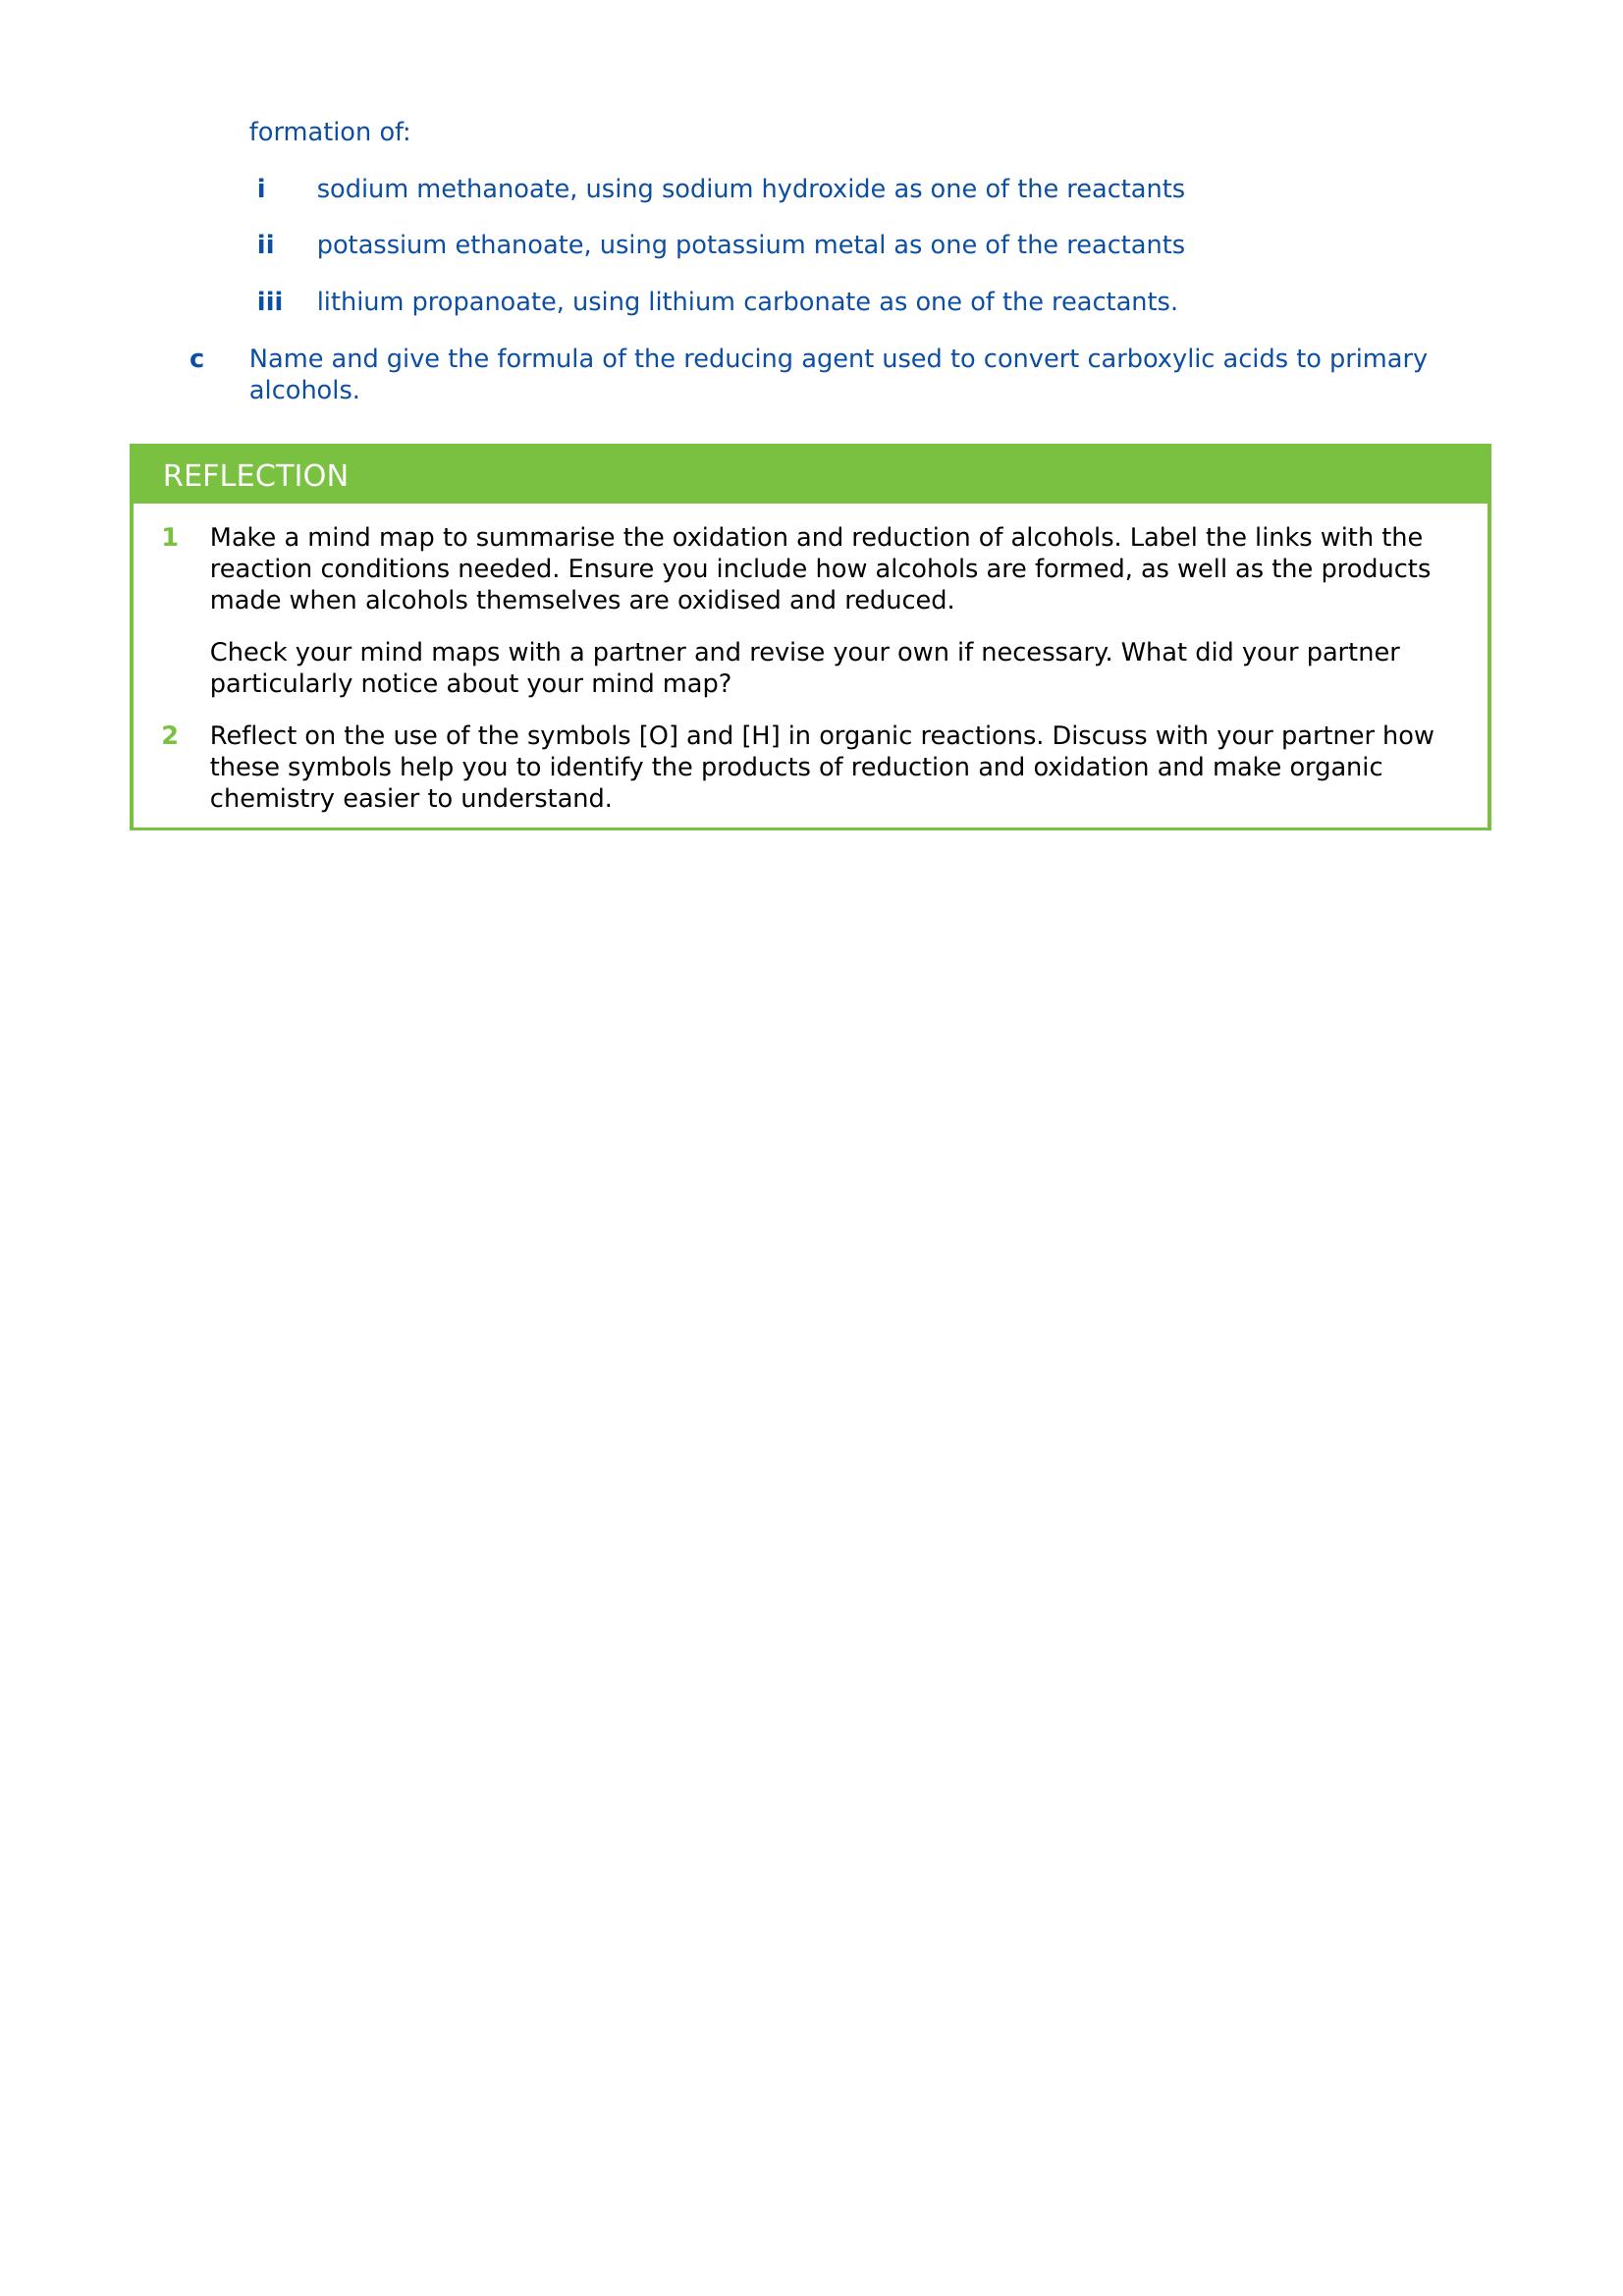 formation of:
i sodium methanoate, using sodium hydroxide as one of the reactants
ii potassium ethanoate, using potassium metal as one of the reactants
iii lithium propanoate, using lithium carbonate as one of the reactants.
c Name and give the formula of the reducing agent used to convert carboxylic acids to primary
alcohols.
REFLECTION
1 Make a mind map to summarise the oxidation and reduction of alcohols. Label the links with the
reaction conditions needed. Ensure you include how alcohols are formed, as well as the products
made when alcohols themselves are oxidised and reduced.
Check your mind maps with a partner and revise your own if necessary. What did your partner
particularly notice about your mind map?
2 Reflect on the use of the symbols [O] and [H] in organic reactions. Discuss with your partner how
these symbols help you to identify the products of reduction and oxidation and make organic
chemistry easier to understand.